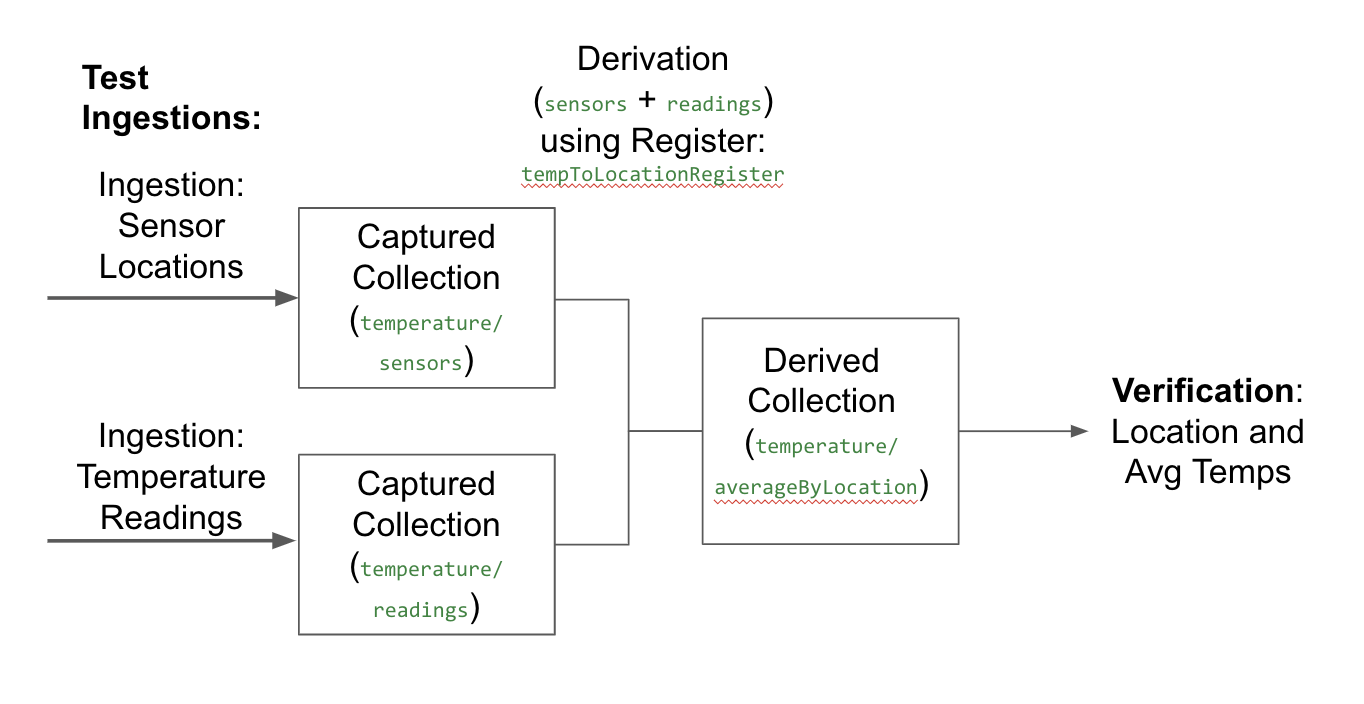 Test
Ingestions:
Derivation
(sensors + readings)
using Register:
tempToLocationRegister
Ingestion:
Sensor
Locations
Captured
Collection
(temperature/
sensors)
Ingestion:
Temperature
Readings
Captured
Collection
(temperature/
readings)
Derived
Collection
(temperature/
averageByLocation)
Verification:
Location and
Avg Temps